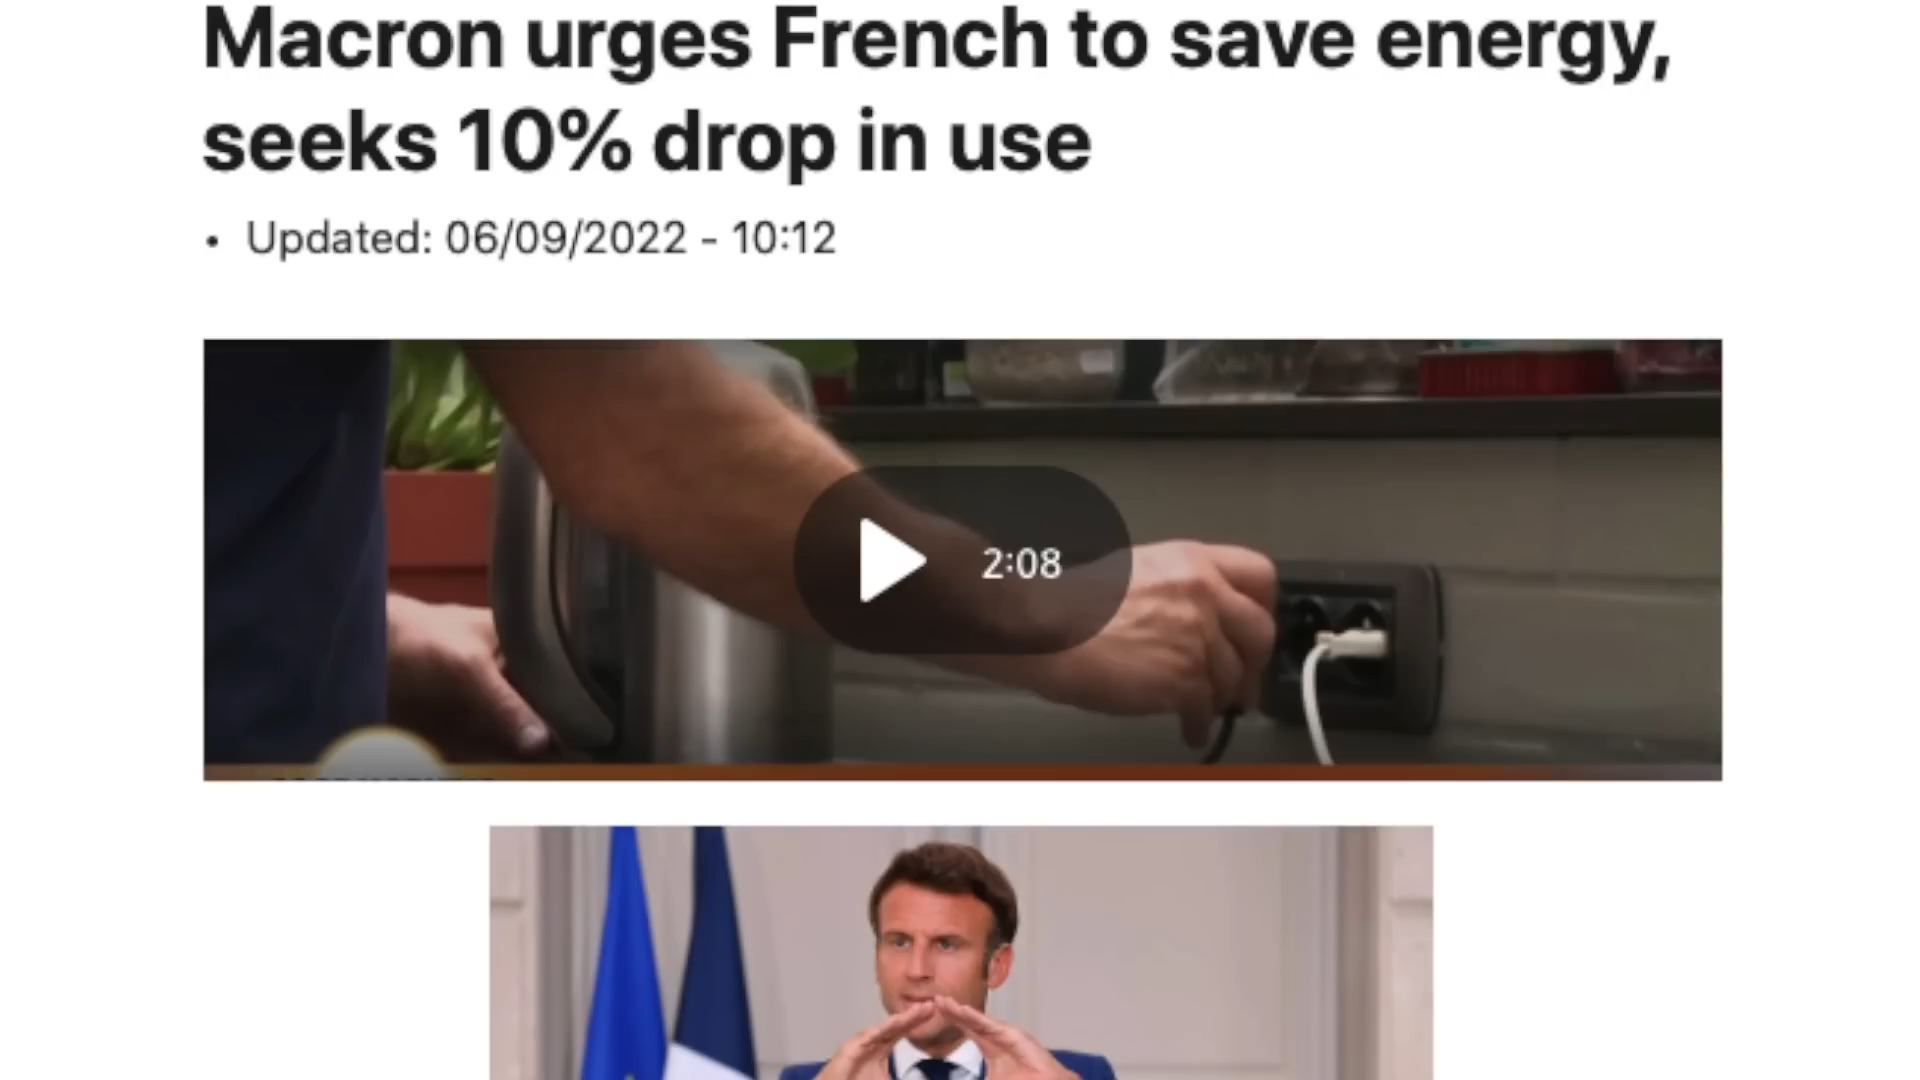 Macron urges French to save energy,
seeks 10% drop in use
• Updated: 06/09/2022 - 10:12
2:08